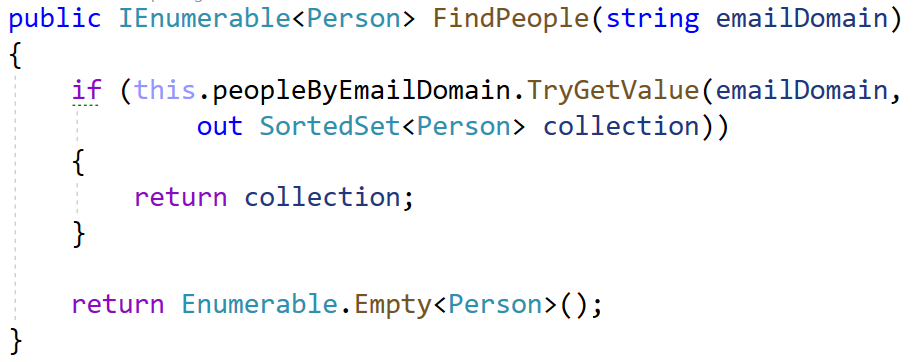 public IEnumerable<Person> FindPeople(string emailDomain)
{
    if (this.peopleByEmailDomain.TryGetValue(emailDomain,
            out SortedSet<Person> collection))
    {
        return collection;
    }

    return Enumerable.Empty<Person>();
}